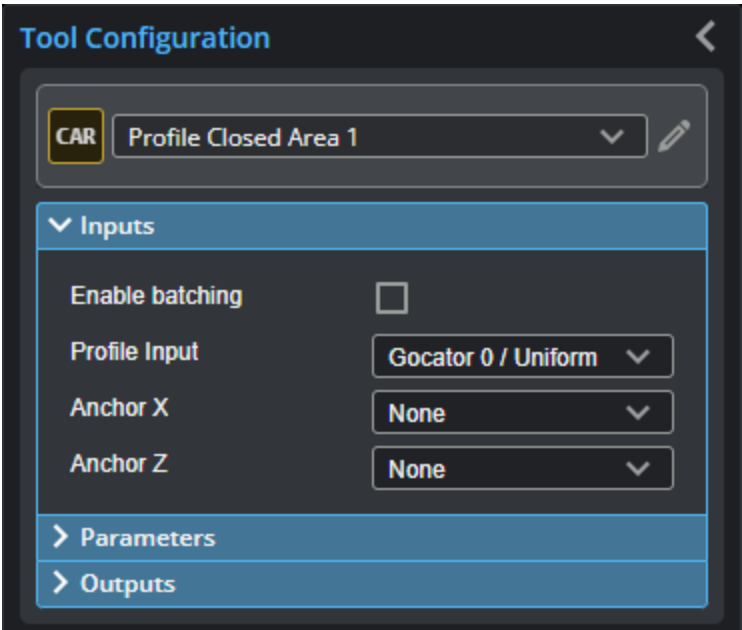 Tool Configuration
CAR Profile Closed Area 1
Inputs
Enable batching
Profile Input Gocator 0 / Uniform
Anchor X None
Anchor Z None
Parameters
Outputs